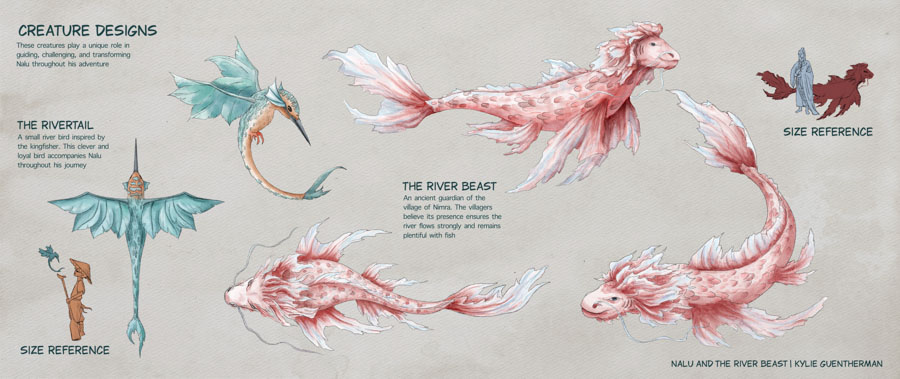 CREATURE DESIGNS
These creatures play a unique role in
guiding, challenging, and transforming
Nalu throughout his adventure
THE RIVERTAIL
A small river bird inspired by
the kingfisher. This clever and
loyal bird accompanies Nalu
throughout his journey
SIZE REFERENCE
THE RIVER BEAST
An ancient guardian of the
village of Nimra. The villagers
believe its presence ensures the
river flows strongly and remains
plentiful with fish
SIZE REFERENCE
NALU AND THE RIVER BEAST | KYLIE GUENTHERMAN